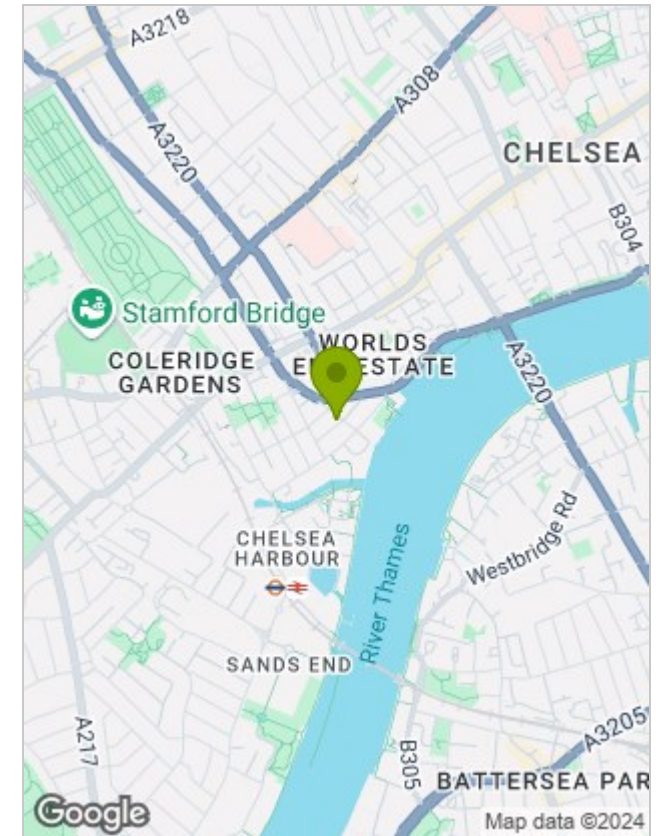 A3218
A3220
A308
CHELSEA
B304
Stamford Bridge
WORLDS
ESTATE
COLERIDGE
GARDENS
A3220
CHELSEA
HARBOUR
Westbridge Rd
River Thames
SANDS END
A217
B305
A3205
BATTERSEA PAR
Google
Map data ©2024